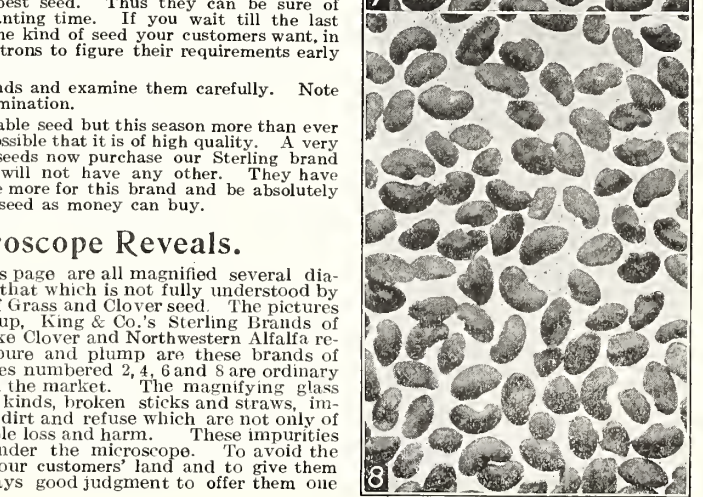 best seed. Thus they can be sure of
nting time. If you wait till the last
he kind of seed your customers want, in
trons to figure their requirements early
nds and examine them carefully. Note
mination.
able seed but this season more than ever
ossible that it is of high quality. A very
seeds now purchase our Sterling brand
will not have any other. They have
e more for this brand and be absolutely
seed as money can buy.
roscope Reveals.
s page are all magnified several dia-
that which is not fully understood by
f Grass and Clover seed. The pictures
up, King & Co.'s Sterling Brands of
ke Clover and Northwestern Alfalfa re-
pure and plump are these brands of
es numbered 2, 4, 6 and 8 are ordinary
the market. The magnifying glass
kinds, broken sticks and straws, im-
dirt and refuse which are not only of
le loss and harm. These impurities
nder the microscope. To avoid the
our customers' land and to give them
ys good judgment to offer them one
8